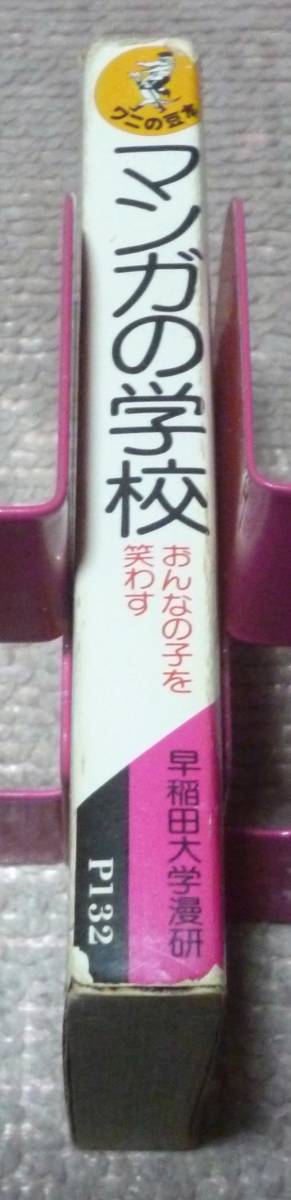 ワニの豆本
マンガの学校
おんなの子を
笑わす
早稲田大学漫研
P132